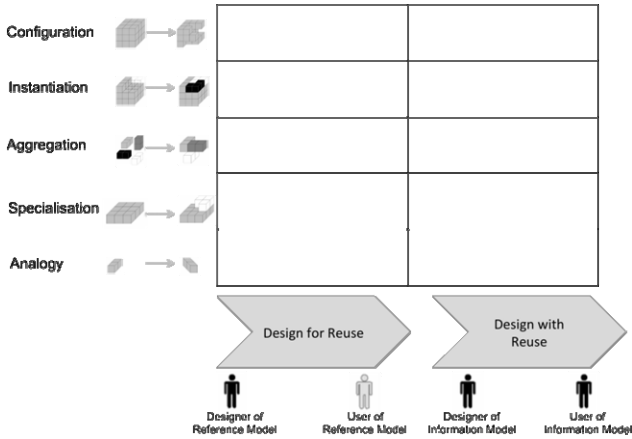 Configuration
Instantiation
Aggregation
Specialisation
Analogy
Design for Reuse
Design with
Reuse
Designer of
Reference Model
User of
Reference Model
Designer of
Information Model
User of
Information Model